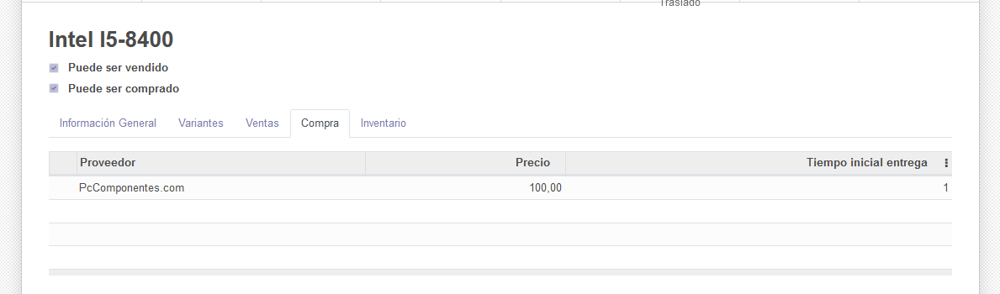 Traslado
Intel I5-8400
Puede ser vendido
Puede ser comprado
Información General Variantes Ventas Compra Inventario
Proveedor Precio Tiempo inicial entrega
PcComponentes.com 100,00 1